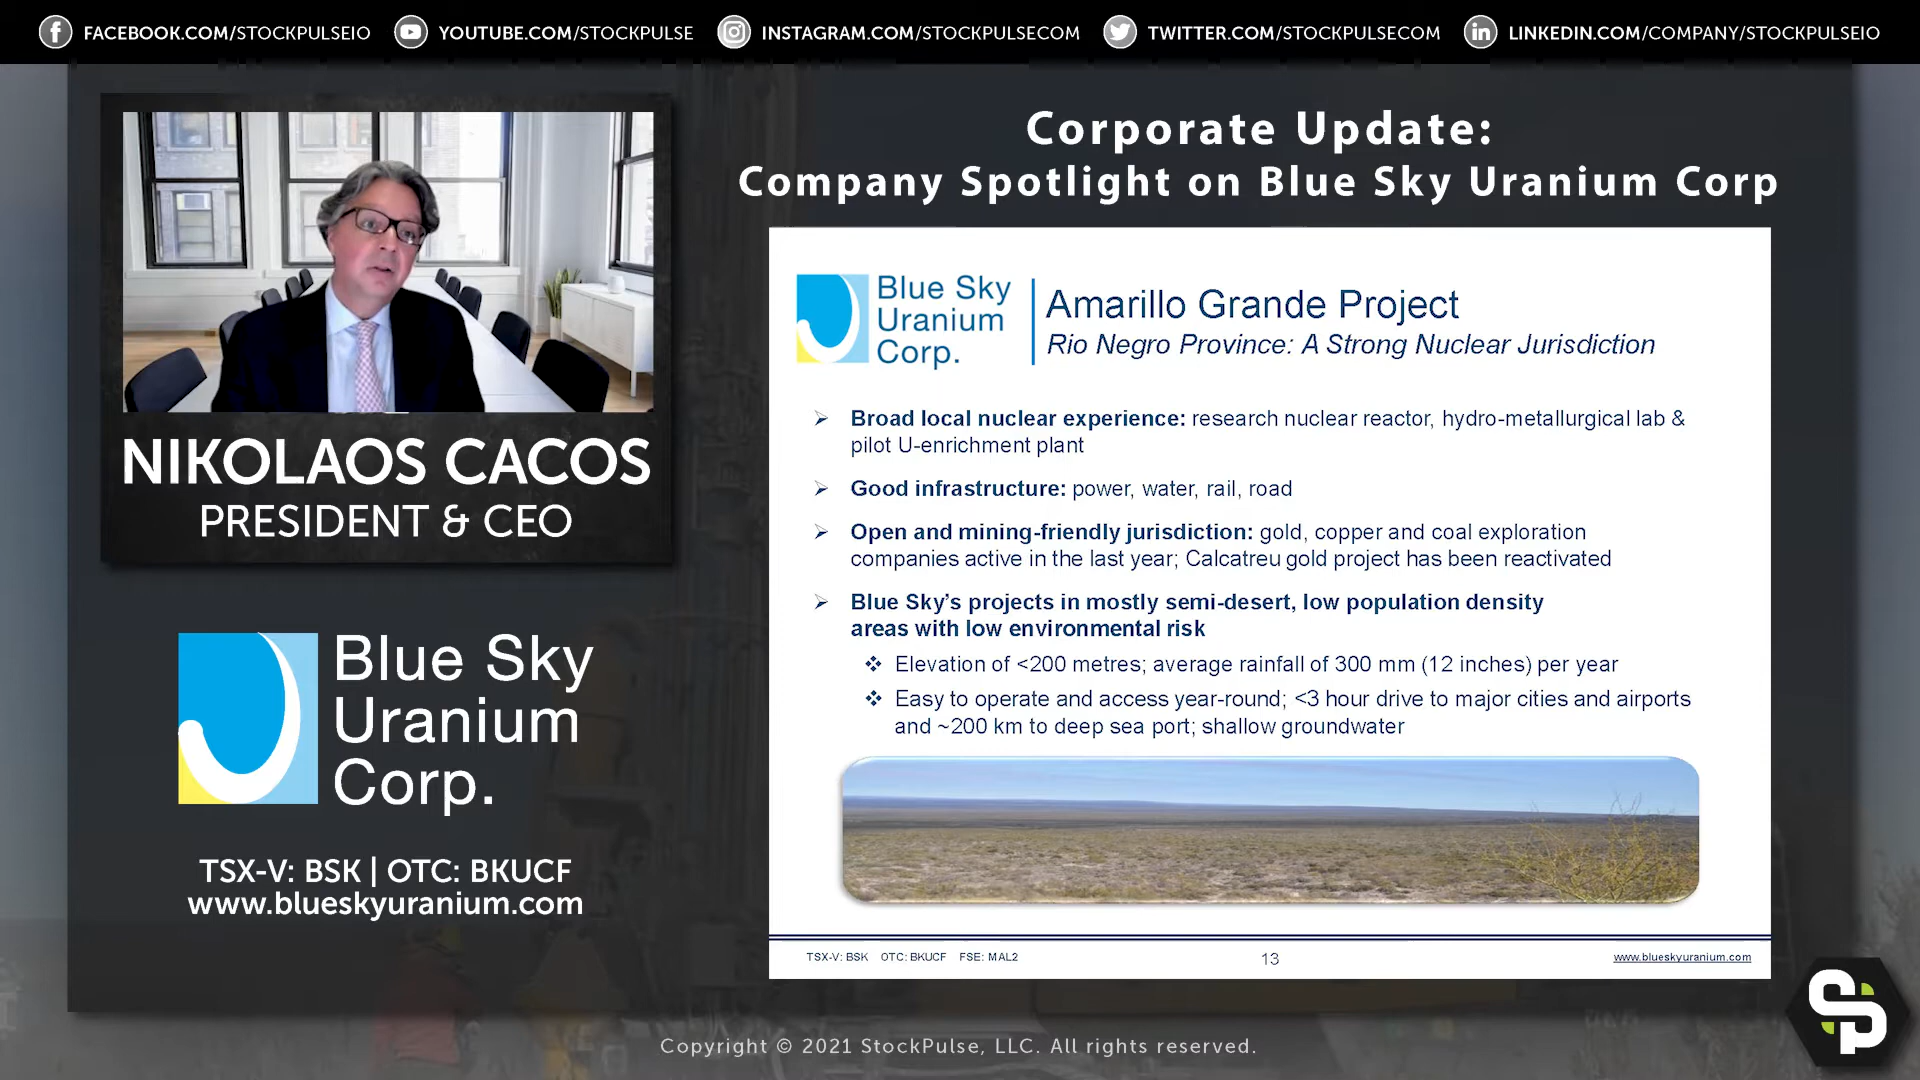 FACEBOOK.COM/STOCKPULSEIO
YOUTUBE.COM/STOCKPULSE
INSTAGRAM.COM/STOCKPULSECOM
TWITTER.COM/STOCKPULSECOM
LINKEDIN.COM/COMPANY/STOCKPULSEIO
NIKOLAOS CACOS
PRESIDENT & CEO
Blue Sky
Uranium
Corp.
TSX-V: BSK | OTC: BKUCF
www.blueskyuranium.com
Corporate Update:
Company Spotlight on Blue Sky Uranium Corp
Blue Sky
Uranium
Corp.
Amarillo Grande Project
Rio Negro Province: A Strong Nuclear Jurisdiction
➢ Broad local nuclear experience: research nuclear reactor, hydro-metallurgical lab &
pilot U-enrichment plant
➢ Good infrastructure: power, water, rail, road
➢ Open and mining-friendly jurisdiction: gold, copper and coal exploration
companies active in the last year; Calcatreu gold project has been reactivated
➢ Blue Sky's projects in mostly semi-desert, low population density
areas with low environmental risk
❖ Elevation of <200 metres; average rainfall of 300 mm (12 inches) per year
❖ Easy to operate and access year-round; <3 hour drive to major cities and airports
and ~200 km to deep sea port; shallow groundwater
TSX-V: BSK OTC: BKUCF FSE: MAL2
13
www.blueskyuranium.com
Copyright © 2021 StockPulse, LLC. All rights reserved.
SP